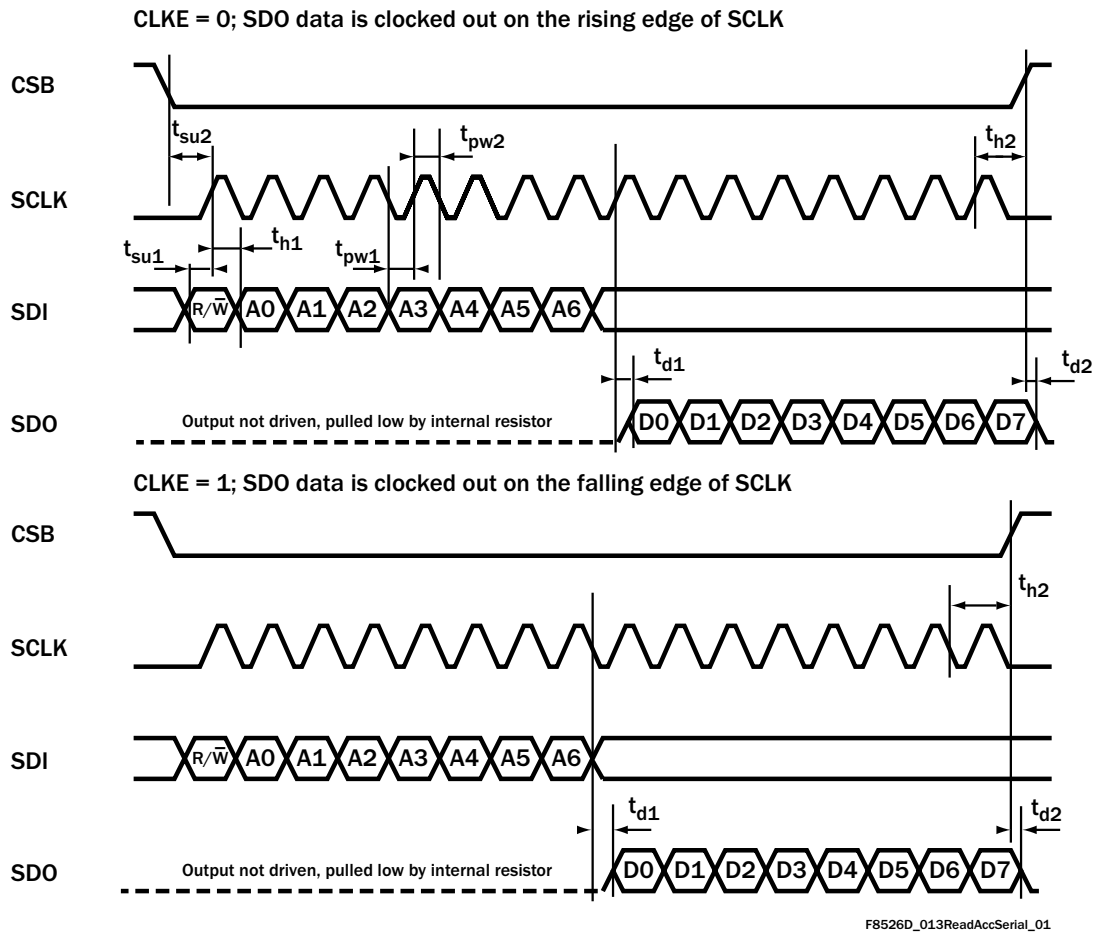 CLKE = 0; SDO data is clocked out on the rising edge of SCLK
CSB
tsu2
tpw2
th2
SCLK
tsu1
th1
tpw1
SDI
R/W̅ A0 A1 A2 A3 A4 A5 A6
td1
td2
SDO
Output not driven, pulled low by internal resistor
D0 D1 D2 D3 D4 D5 D6 D7
CLKE = 1; SDO data is clocked out on the falling edge of SCLK
CSB
th2
SCLK
SDI
R/W̅ A0 A1 A2 A3 A4 A5 A6
td1
td2
SDO
Output not driven, pulled low by internal resistor
D0 D1 D2 D3 D4 D5 D6 D7
F8526D_013ReadAccSerial_01